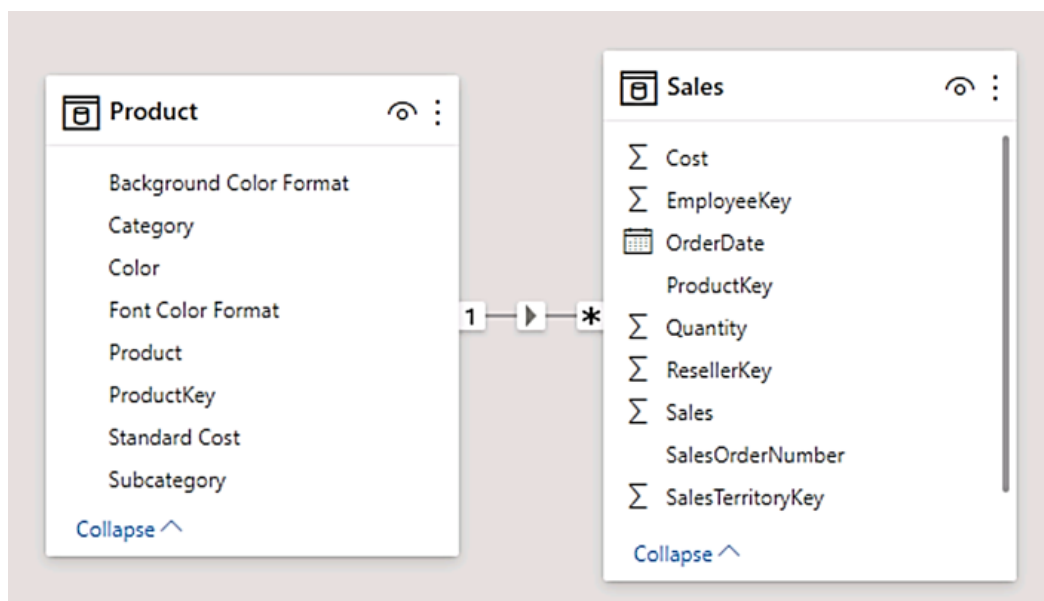 Product
Background Color Format
Category
Color
Font Color Format
Product
ProductKey
Standard Cost
Subcategory
Collapse
1
*
Sales
Σ Cost
Σ EmployeeKey
OrderDate
ProductKey
Σ Quantity
Σ ResellerKey
Σ Sales
SalesOrderNumber
Σ SalesTerritoryKey
Collapse